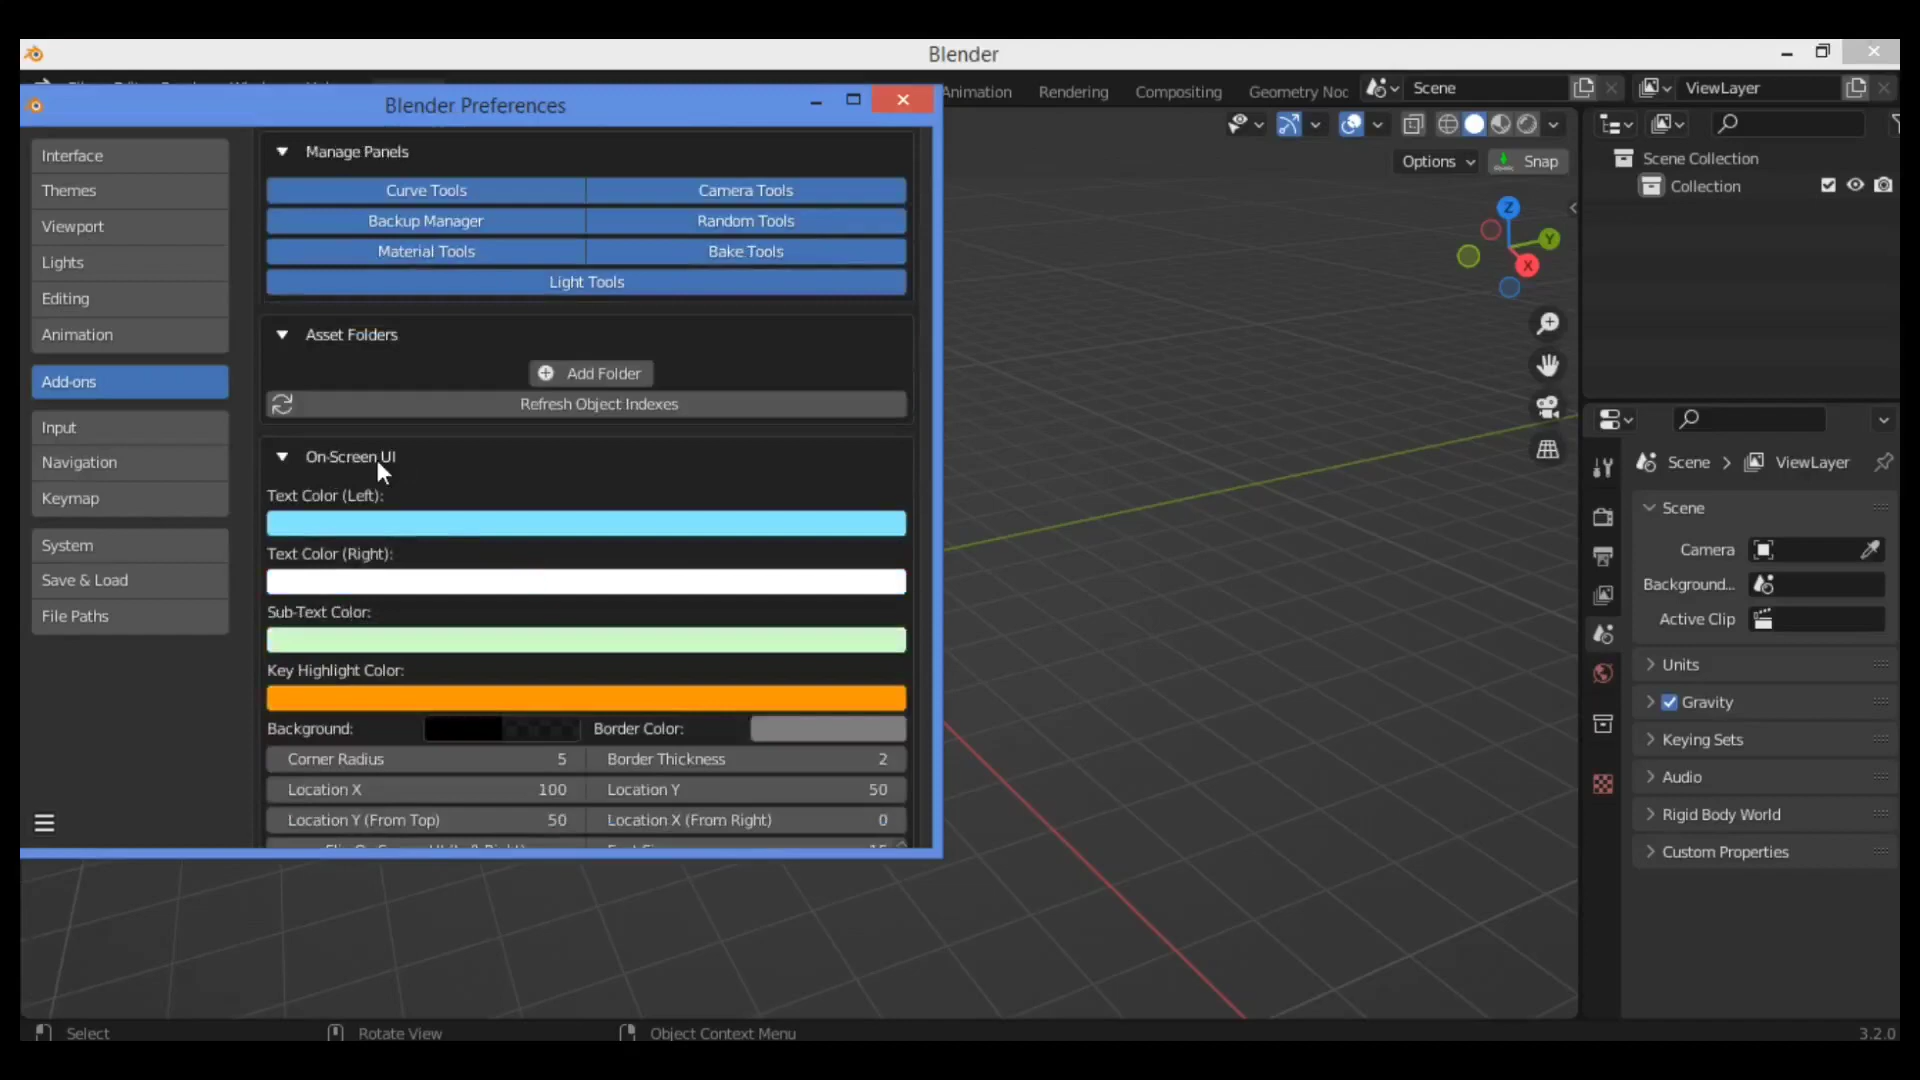 Blender
Animation Rendering Compositing Geometry Noc Scene ViewLayer
Blender Preferences
Options Snap
Z
Y
X
Scene Collection
Collection
Interface
Themes
Viewport
Lights
Editing
Animation
Add-ons
Input
Navigation
Keymap
System
Save & Load
File Paths
Manage Panels
Curve Tools Camera Tools
Backup Manager Random Tools
Material Tools Bake Tools
Light Tools
Asset Folders
Add Folder
Refresh Object Indexes
On-Screen UI
Text Color (Left):
Text Color (Right):
Sub-Text Color:
Key Highlight Color:
Background: Border Color:
Corner Radius 5 Border Thickness 2
Location X 100 Location Y 50
Location Y (From Top) 50 Location X (From Right) 0
Scene > ViewLayer
Scene
Camera
Background...
Active Clip
Units
Gravity
Keying Sets
Audio
Rigid Body World
Custom Properties
Select Rotate View Object Context Menu 3.2.0